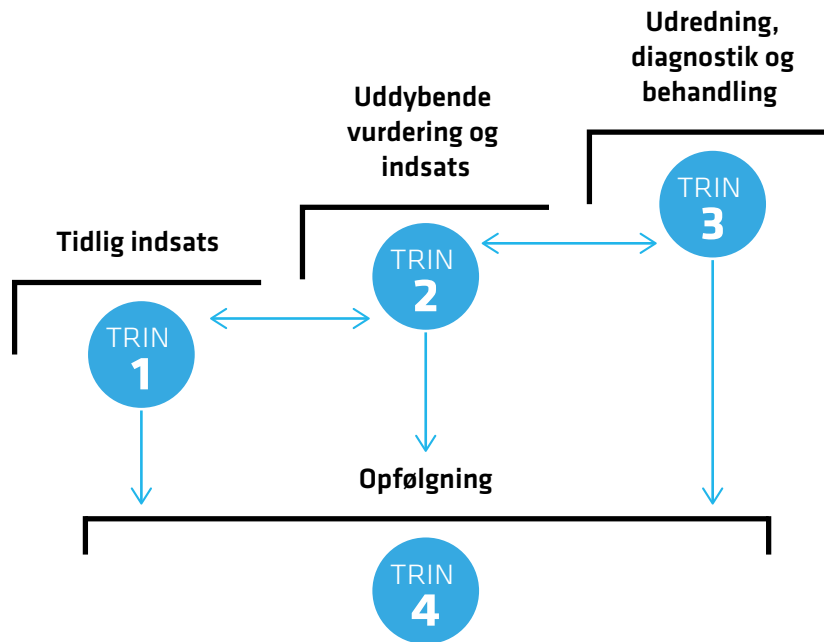 Tidlig indsats
TRIN
1
Uddybende
vurdering og
indsats
TRIN
2
Udredning,
diagnostik og
behandling
TRIN
3
Opfølgning
TRIN
4